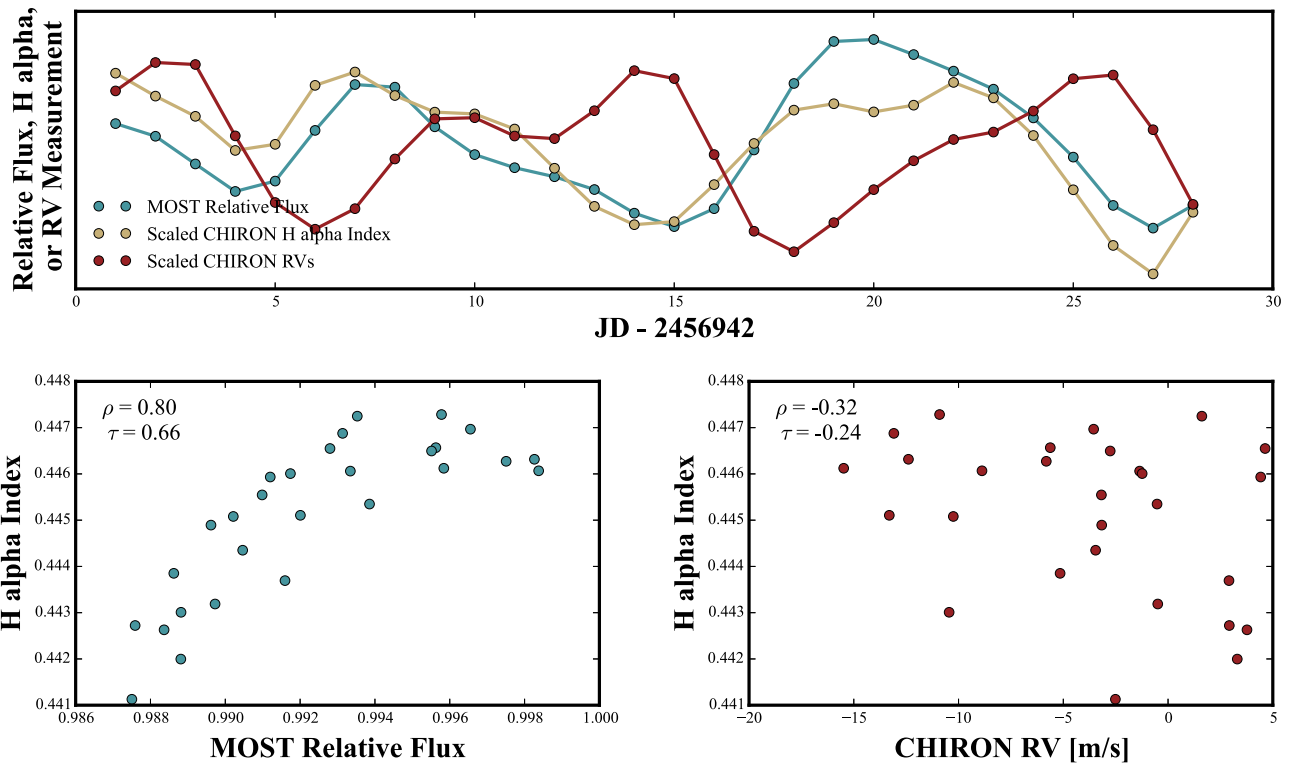 Relative Flux, H alpha,
or RV Measurement
MOST Relative Flux
Scaled CHIRON H alpha Index
Scaled CHIRON RVs
0 5 10 15 20 25 30
JD - 2456942
H alpha Index
0.448
0.447
0.446
0.445
0.444
0.443
0.442
0.441
ρ = 0.80
τ = 0.66
0.986 0.988 0.990 0.992 0.994 0.996 0.998 1.000
MOST Relative Flux
H alpha Index
0.448
0.447
0.446
0.445
0.444
0.443
0.442
0.441
ρ = -0.32
τ = -0.24
−20 −15 −10 −5 0 5
CHIRON RV [m/s]